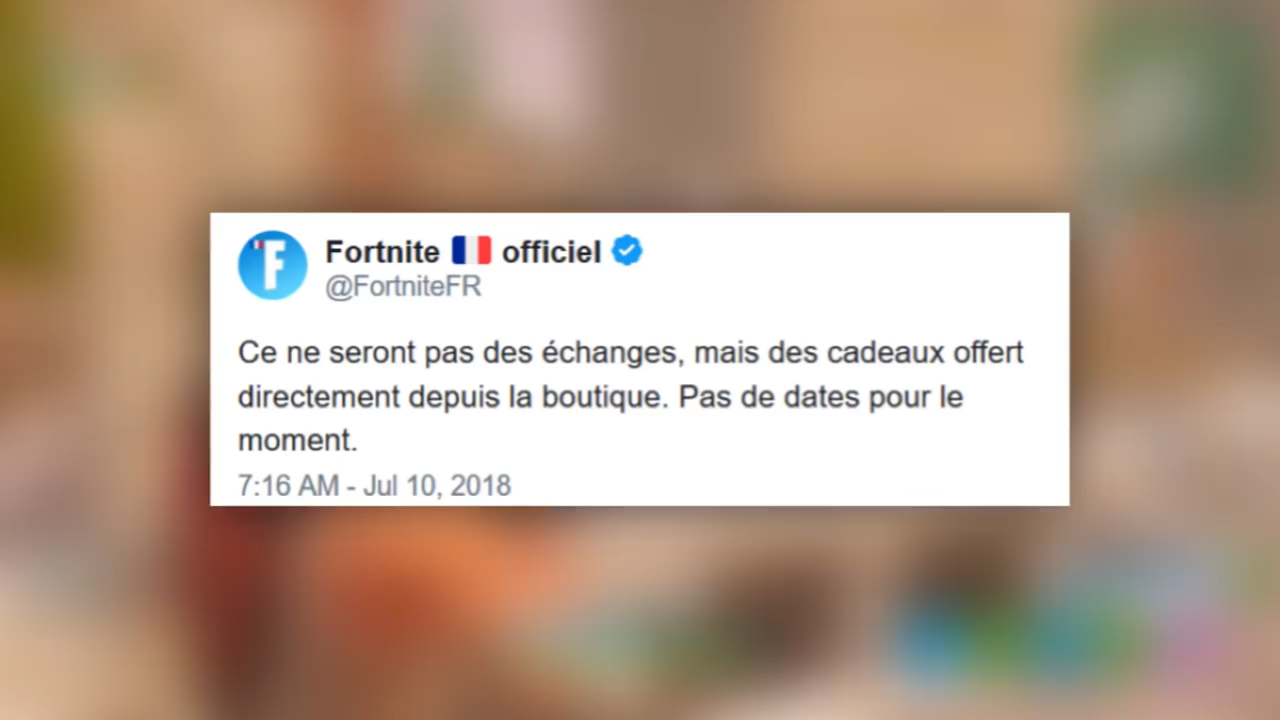 Fortnite 🇫🇷 officiel
@FortniteFR
Ce ne seront pas des échanges, mais des cadeaux offert
directement depuis la boutique. Pas de dates pour le
moment.
7:16 AM - Jul 10, 2018